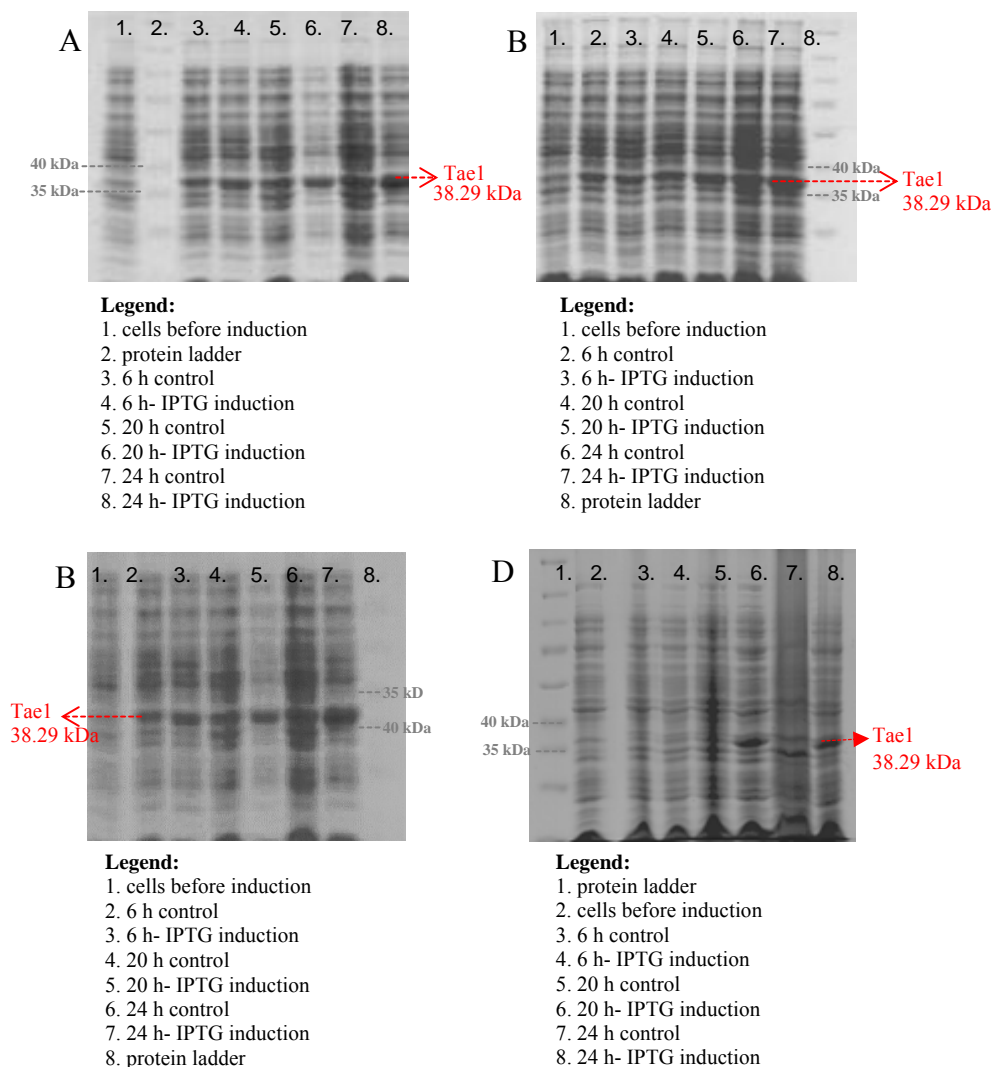 A
1. 2. 3. 4. 5. 6. 7. 8.
40 kDa
35 kDa
Tae1
38.29 kDa
Legend:
1. cells before induction
2. protein ladder
3. 6 h control
4. 6 h- IPTG induction
5. 20 h control
6. 20 h- IPTG induction
7. 24 h control
8. 24 h- IPTG induction
B
1. 2. 3. 4. 5. 6. 7. 8.
40 kDa
35 kDa
Tae1
38.29 kDa
Legend:
1. cells before induction
2. 6 h control
3. 6 h- IPTG induction
4. 20 h control
5. 20 h- IPTG induction
6. 24 h control
7. 24 h- IPTG induction
8. protein ladder
B
1. 2. 3. 4. 5. 6. 7. 8.
35 kD
40 kDa
Tae1
38.29 kDa
Legend:
1. cells before induction
2. 6 h control
3. 6 h- IPTG induction
4. 20 h control
5. 20 h- IPTG induction
6. 24 h control
7. 24 h- IPTG induction
8. protein ladder
D
1. 2. 3. 4. 5. 6. 7. 8.
40 kDa
35 kDa
Tae1
38.29 kDa
Legend:
1. protein ladder
2. cells before induction
3. 6 h control
4. 6 h- IPTG induction
5. 20 h control
6. 20 h- IPTG induction
7. 24 h control
8. 24 h- IPTG induction